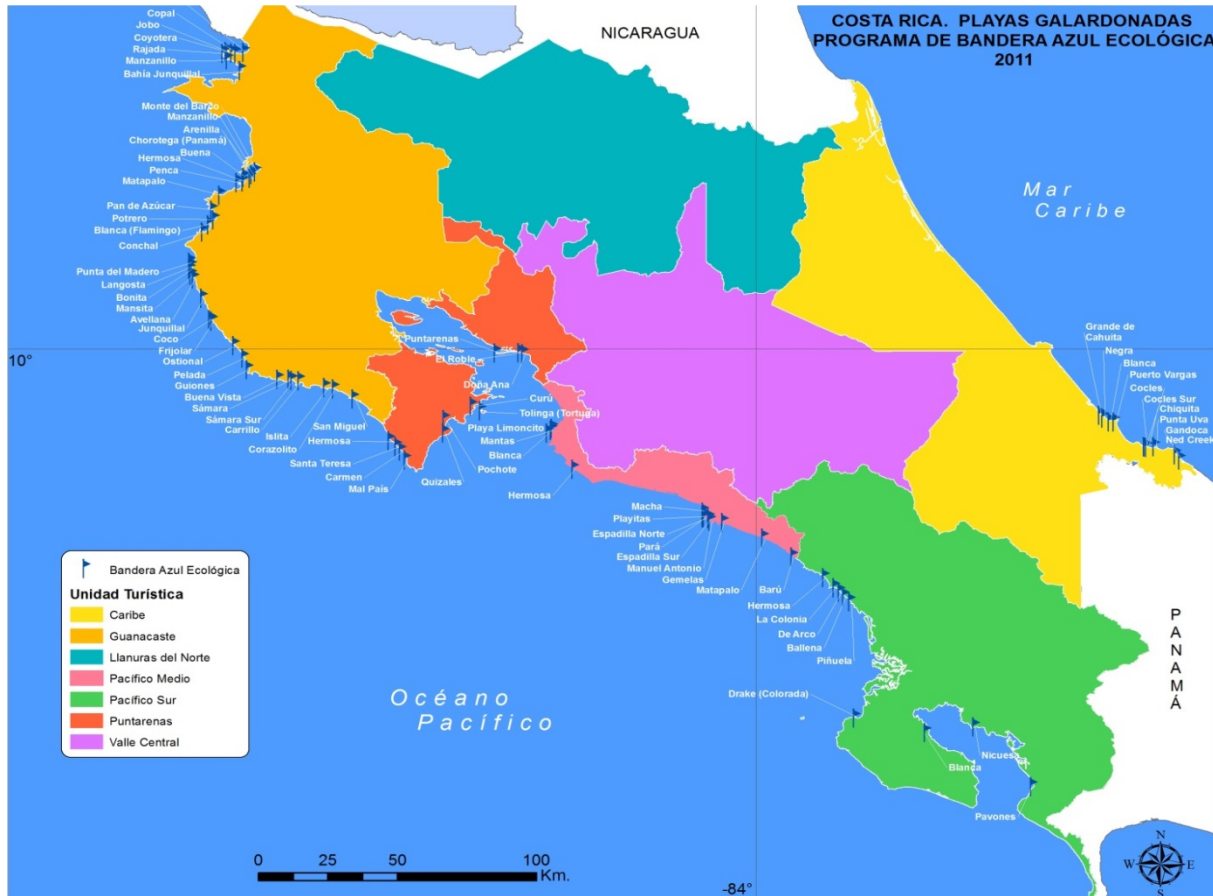 COSTA RICA. PLAYAS GALARDONADAS
PROGRAMA DE BANDERA AZUL ECOLÓGICA
2011
NICARAGUA
Copal
Jobo
Coyotera
Rajada
Manzanillo
Bahía Junquillal
Monte del Barco
Manzanillo
Arenilla
Chorotega (Panamá)
Buena
Hermosa
Penca
Matapalo
Pan de Azúcar
Potrero
Blanca (Flamingo)
Conchal
Punta del Madero
Langosta
Bonita
Mansita
Avellana
Junquillal
Coco
Frijolar
Ostional
Pelada
Guiones
Buena Vista
Sámara
Sámara Sur
Carrillo
Islita
Corazolito
San Miguel
Hermosa
Santa Teresa
Carmen
Mal País
Quizales
Pochote
Tolinga (Tortuga)
Curú
Puntarenas
El Roble
Doña Ana
Playa Limoncito
Mantas
Blanca
Hermosa
Macha
Playitas
Espadilla Norte
Pará
Espadilla Sur
Manuel Antonio
Gemelas
Matapalo
Barú
Hermosa
La Colonia
De Arco
Ballena
Piñuela
Drake (Colorada)
Blanca
Nicuesa
Pavones
Mar
Caribe
Grande de
Cahuita
Negra
Blanca
Puerto Vargas
Cocles
Cocles Sur
Chiquita
Punta Uva
Gandoca
Ned Creek
10°
-84°
Océano
Pacífico
PANAMÁ
Bandera Azul Ecológica
Unidad Turística
Caribe
Guanacaste
Llanuras del Norte
Pacífico Medio
Pacífico Sur
Puntarenas
Valle Central
0 25 50 100
Km.
N
W E
S